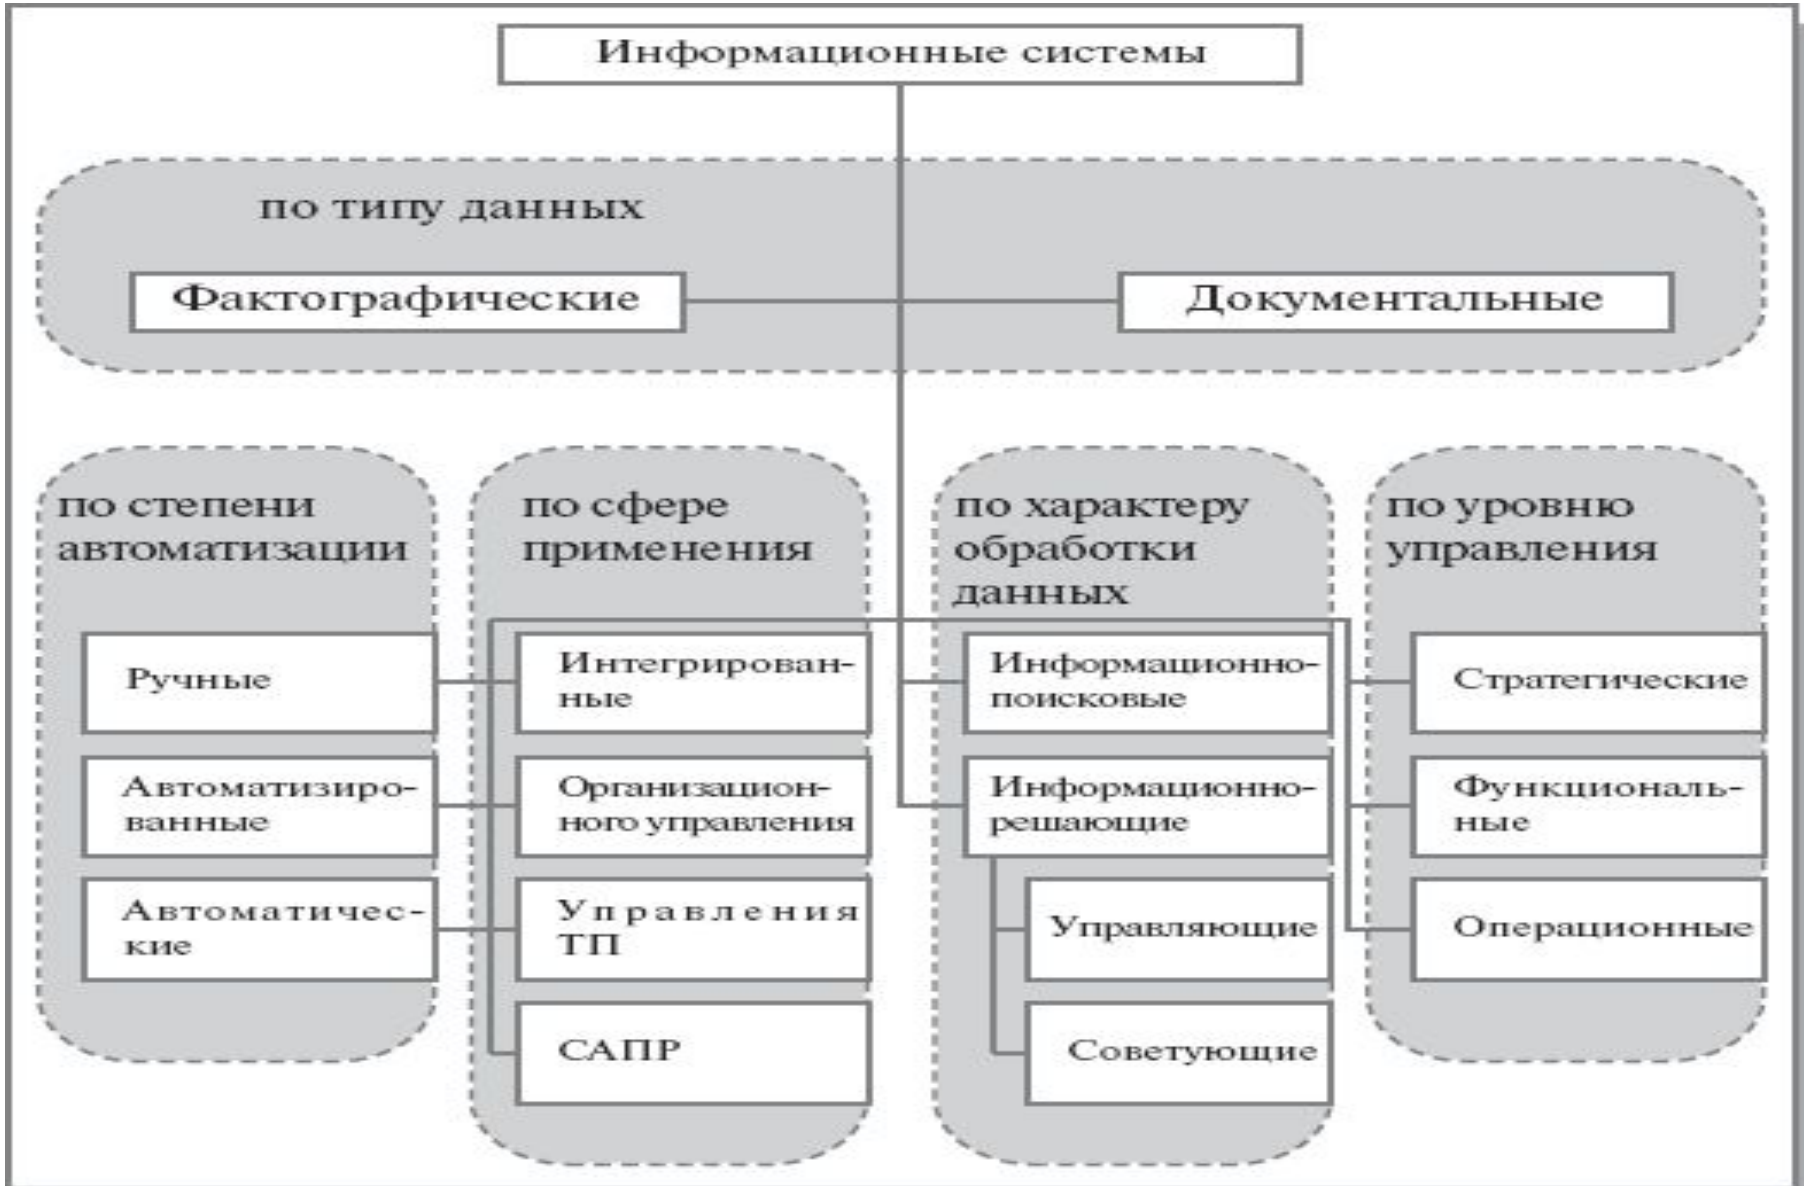 Информационные системы
по типу данных
Фактографические
Документальные
по степени
автоматизации
Ручные
Автоматизиро-
ванные
Автоматичес-
кие
по сфере
применения
Интегрирован-
ные
Организацион-
ного управления
Управления
ТП
САПР
по характеру
обработки
данных
Информационно-
поисковые
Информационно-
решающие
Управляющие
Советующие
по уровню
управления
Стратегические
Функциональ-
ные
Операционные